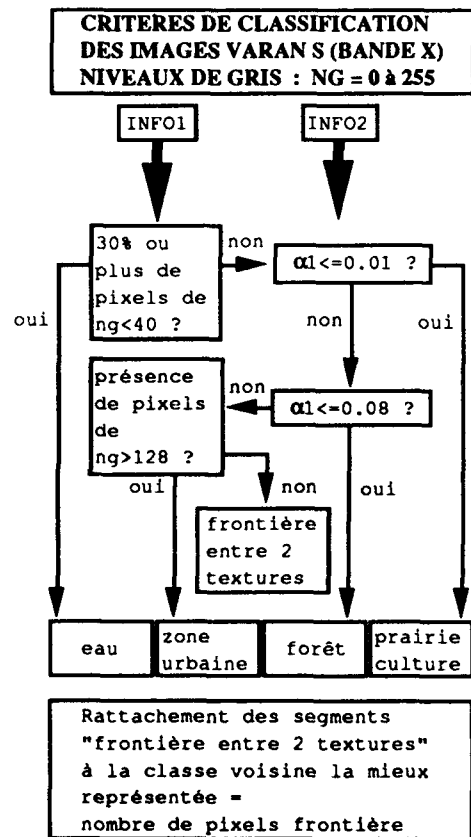 CRITERES DE CLASSIFICATION
DES IMAGES VARAN S (BANDE X)
NIVEAUX DE GRIS : NG = 0 à 255
INFO1
INFO2
30% ou
plus de
pixels de
ng<40 ?
non
α1<=0.01 ?
oui
non
oui
présence
de pixels
de
ng>128 ?
non
α1<=0.08 ?
oui
non
oui
frontière
entre 2
textures
eau
zone
urbaine
forêt
prairie
culture
Rattachement des segments
"frontière entre 2 textures"
à la classe voisine la mieux
représentée =
nombre de pixels frontière